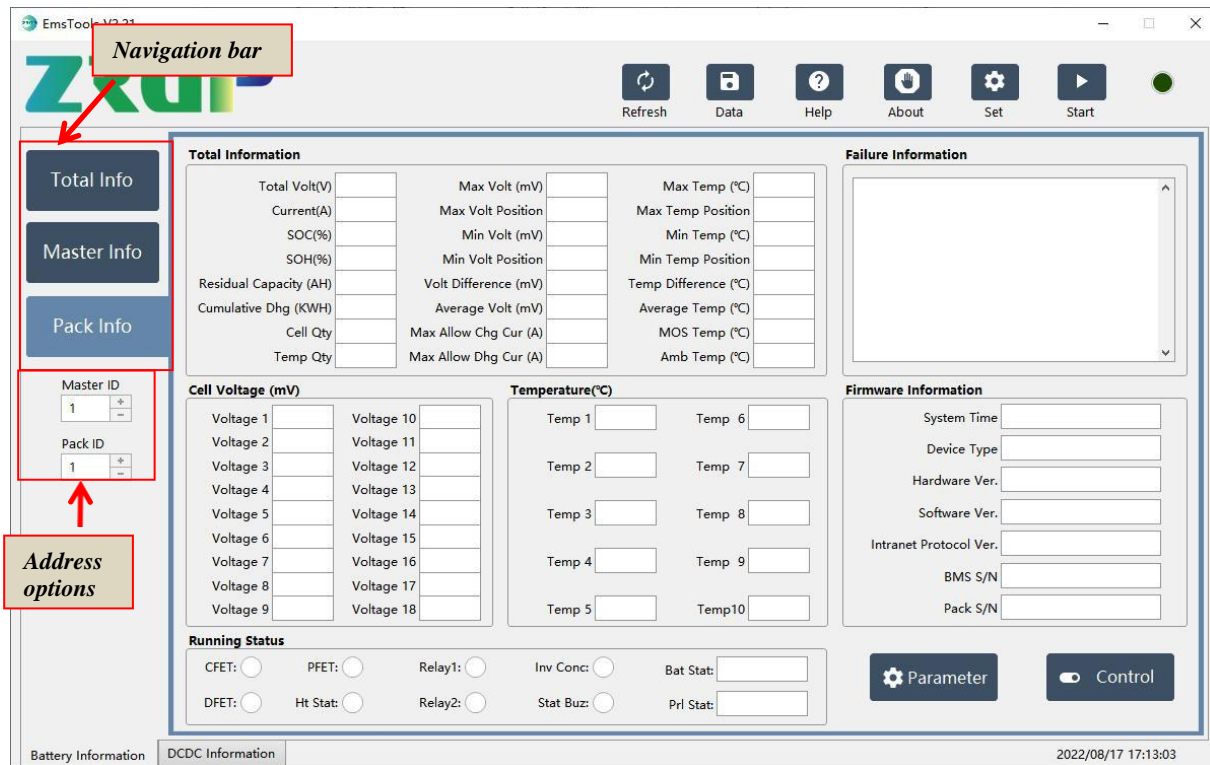 EmsTools V2.21
Navigation bar
Refresh Data Help About Set Start
Total Info
Master Info
Pack Info
Master ID
1
Pack ID
1
Address
options
Total Information
Total Volt(V) Max Volt (mV) Max Temp (℃)
Current(A) Max Volt Position Max Temp Position
SOC(%) Min Volt (mV) Min Temp (℃)
SOH(%) Min Volt Position Min Temp Position
Residual Capacity (AH) Volt Difference (mV) Temp Difference (℃)
Cumulative Dhg (KWH) Average Volt (mV) Average Temp (℃)
Cell Qty Max Allow Chg Cur (A) MOS Temp (℃)
Temp Qty Max Allow Dhg Cur (A) Amb Temp (℃)
Failure Information
Cell Voltage (mV)
Voltage 1 Voltage 10
Voltage 2 Voltage 11
Voltage 3 Voltage 12
Voltage 4 Voltage 13
Voltage 5 Voltage 14
Voltage 6 Voltage 15
Voltage 7 Voltage 16
Voltage 8 Voltage 17
Voltage 9 Voltage 18
Temperature(℃)
Temp 1 Temp 6
Temp 2 Temp 7
Temp 3 Temp 8
Temp 4 Temp 9
Temp 5 Temp10
Firmware Information
System Time
Device Type
Hardware Ver.
Software Ver.
Intranet Protocol Ver.
BMS S/N
Pack S/N
Running Status
CFET: PFET: Relay1: Inv Conc: Bat Stat:
DFET: Ht Stat: Relay2: Stat Buz: Prl Stat:
Parameter Control
Battery Information DCDC Information 2022/08/17 17:13:03